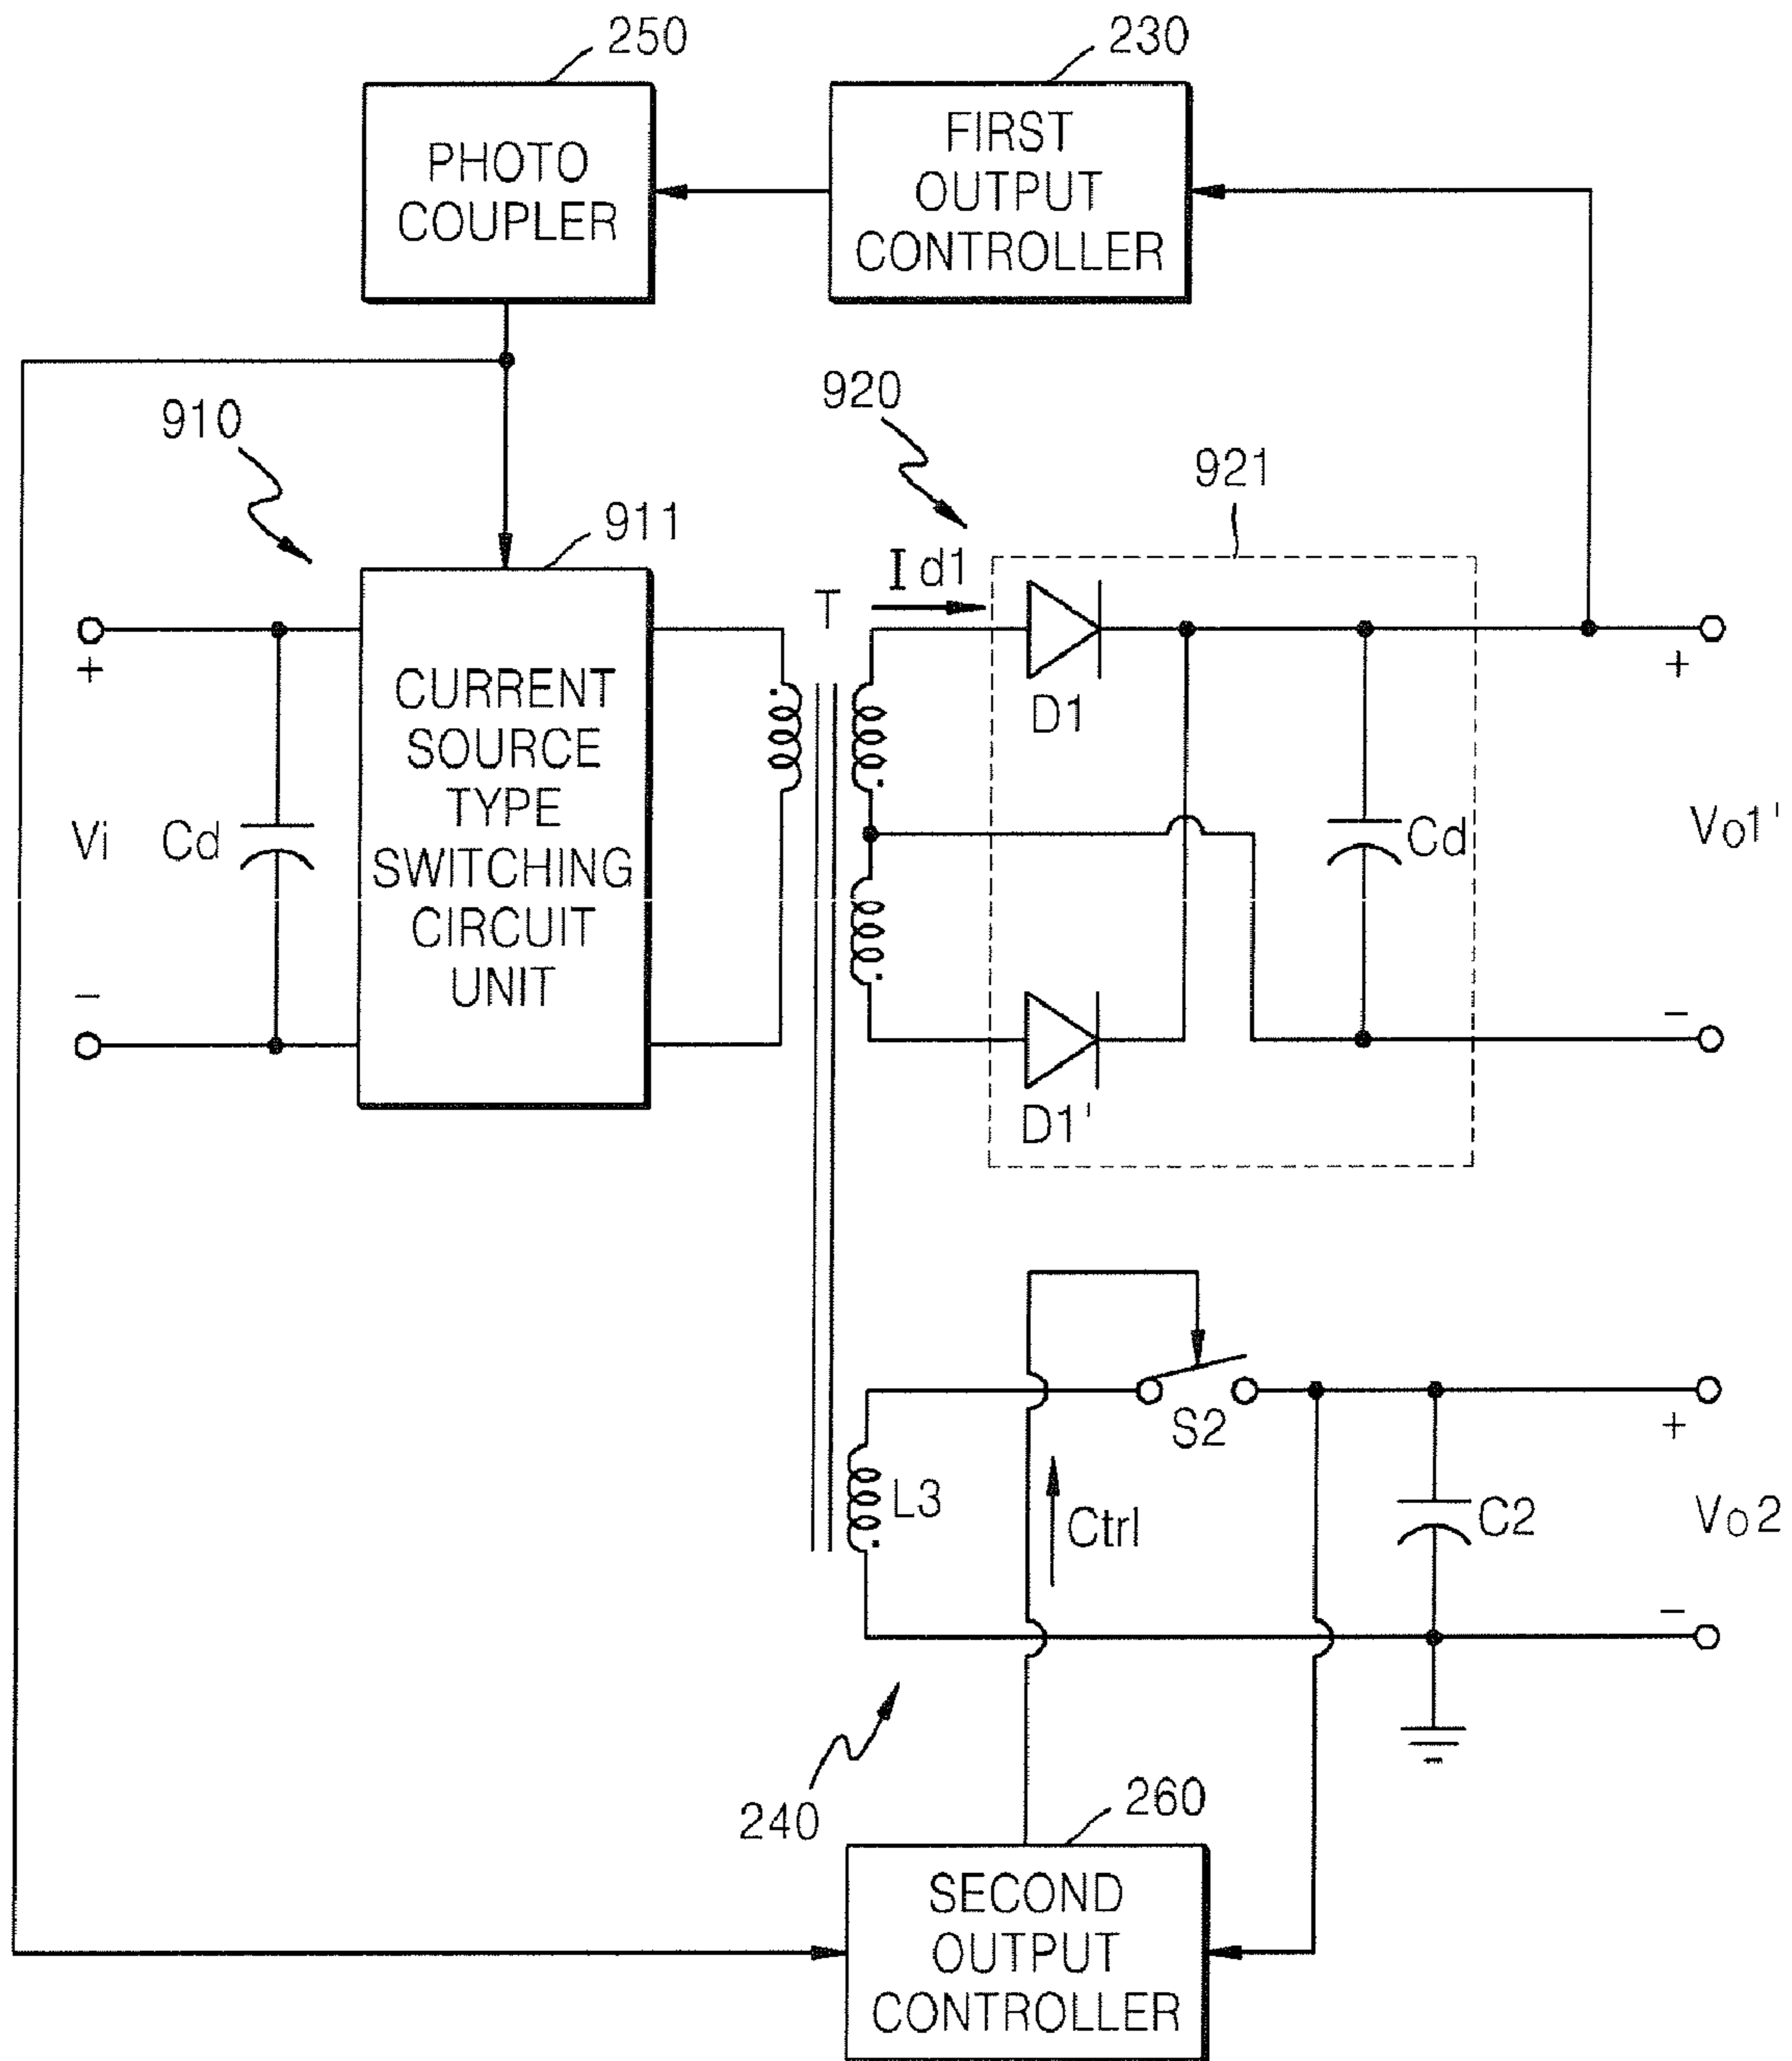 250
230
PHOTO
COUPLER
FIRST
OUTPUT
CONTROLLER
910
920
921
911
Id1
T
+
+
D1
CURRENT
SOURCE
TYPE
SWITCHING
CIRCUIT
UNIT
Vi
Cd
Cd
Vo1'
−
−
D1'
S2
+
L3
Ctrl
C2
Vo2
−
240
260
SECOND
OUTPUT
CONTROLLER